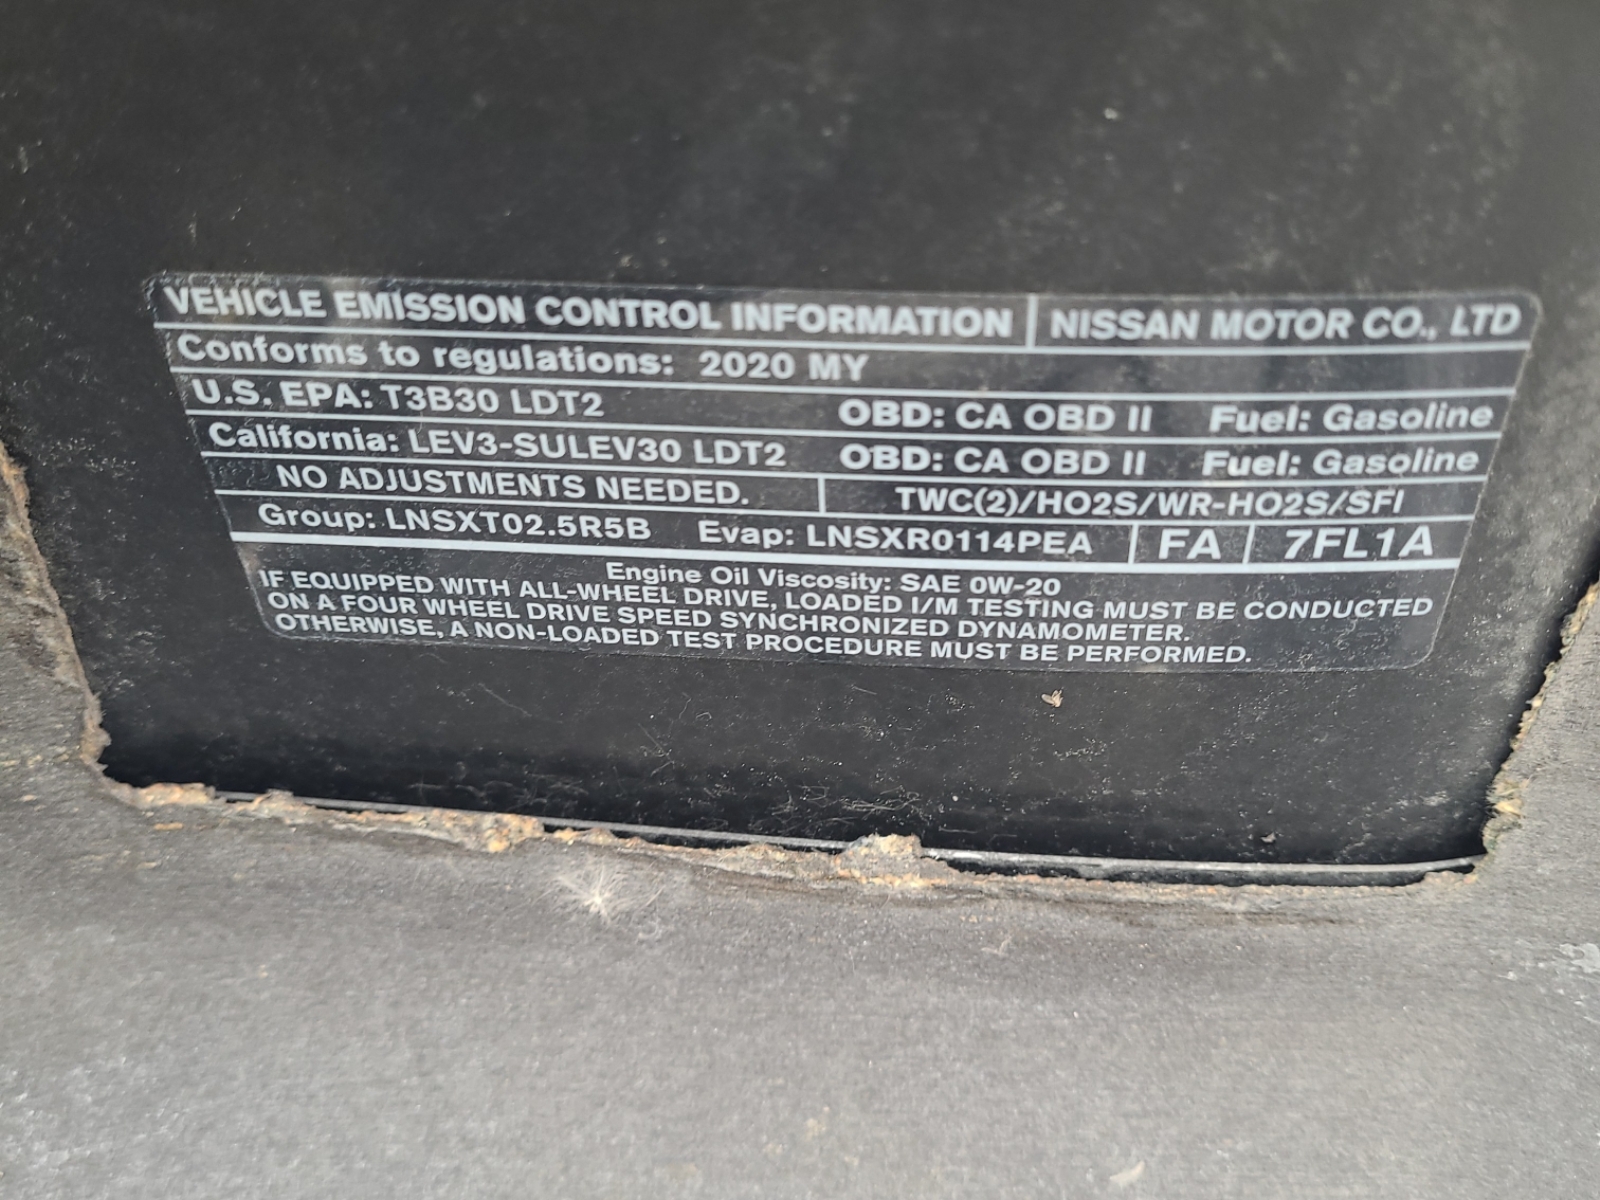 VEHICLE EMISSION CONTROL INFORMATION NISSAN MOTOR CO., LTD
Conforms to regulations: 2020 MY
U.S. EPA: T3B30 LDT2 OBD: CA OBD II Fuel: Gasoline
California: LEV3-SULEV30 LDT2 OBD: CA OBD II Fuel: Gasoline
NO ADJUSTMENTS NEEDED. TWC(2)/HO2S/WR-HO2S/SFI
Group: LNSXT02.5R5B Evap: LNSXR0114PEA FA 7FL1A
Engine Oil Viscosity: SAE 0W-20
IF EQUIPPED WITH ALL-WHEEL DRIVE, LOADED I/M TESTING MUST BE CONDUCTED
ON A FOUR WHEEL DRIVE SPEED SYNCHRONIZED DYNAMOMETER.
OTHERWISE, A NON-LOADED TEST PROCEDURE MUST BE PERFORMED.